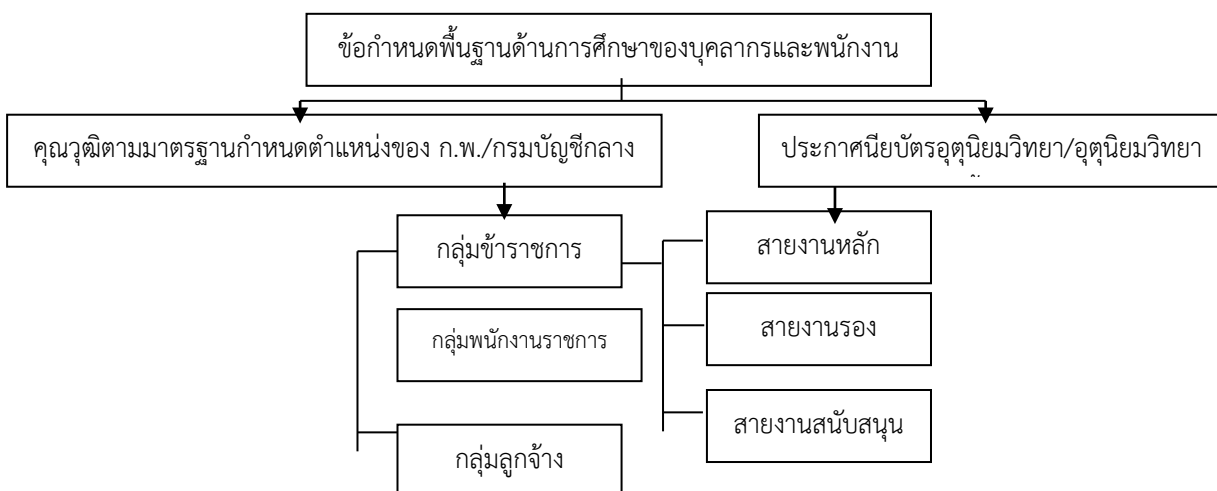 ข้อกำหนดพื้นฐานด้านการศึกษาของบุคลากรและพนักงาน
คุณวุฒิตามมาตรฐานกำหนดตำแหน่งของ ก.พ./กรมบัญชีกลาง
ประกาศนียบัตรอุตุนิยมวิทยา/อุตุนิยมวิทยา
กลุ่มข้าราชการ
สายงานหลัก
กลุ่มพนักงานราชการ
สายงานรอง
กลุ่มลูกจ้าง
สายงานสนับสนุน